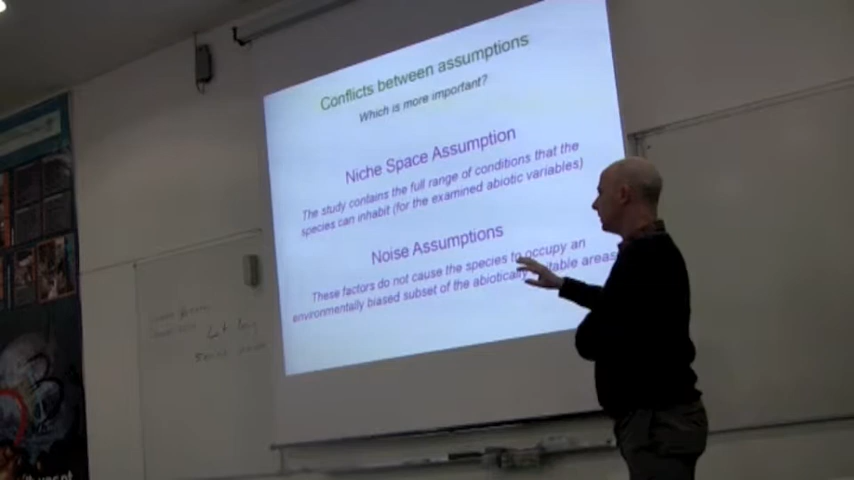 Conflicts between assumptions
Which is more important?
Niche Space Assumption
The study contains the full range of conditions that the
species can inhabit (for the examined abiotic variables)
Noise Assumption
These factors do not cause the species to occupy an
environmentally biased subset of the abiotically areas